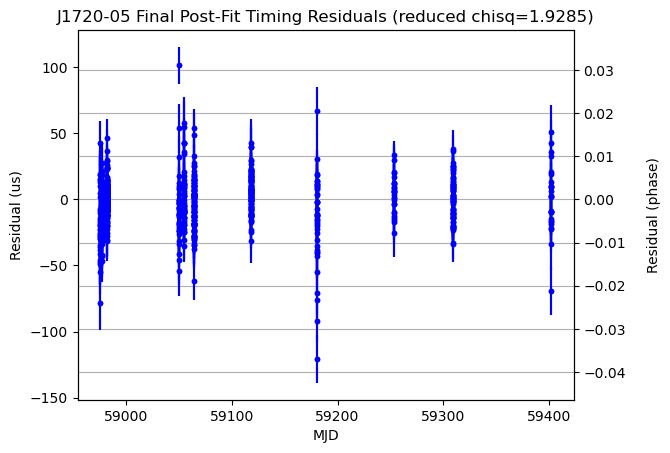 J1720-05 Final Post-Fit Timing Residuals (reduced chisq=1.9285)
100
50
0
−50
−100
−150
Residual (us)
0.03
0.02
0.01
0.00
−0.01
−0.02
−0.03
−0.04
Residual (phase)
59000 59100 59200 59300 59400
MJD